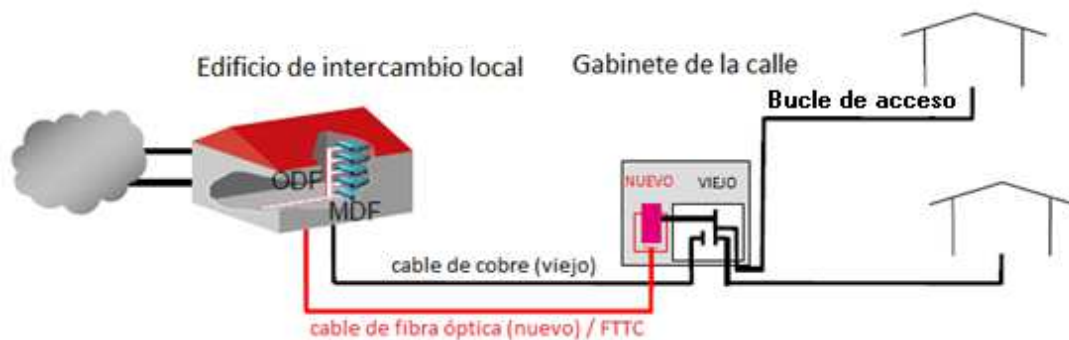 Edificio de intercambio local
Gabinete de la calle
Bucle de acceso
ODF
MDF
NUEVO
VIEJO
cable de cobre (viejo)
cable de fibra óptica (nuevo) / FTTC